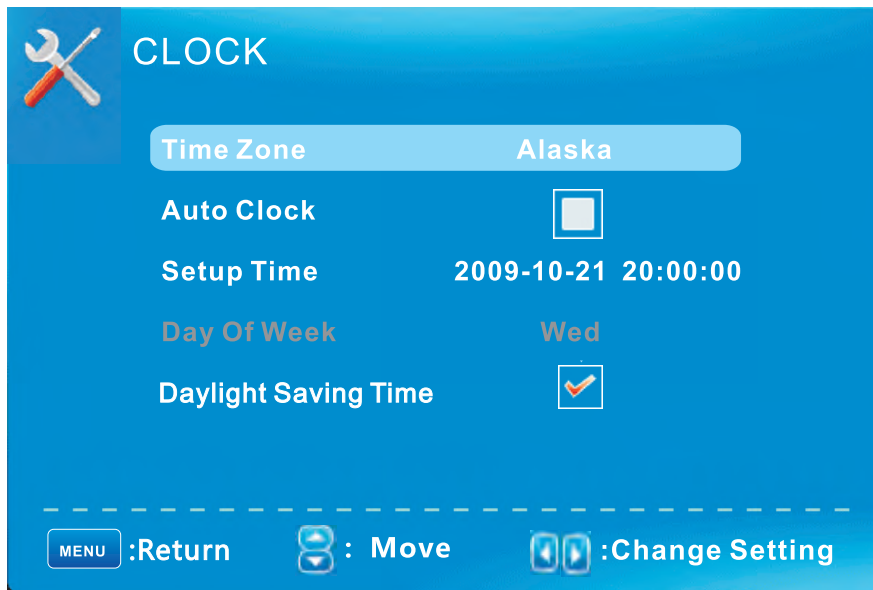 CLOCK
Time Zone Alaska
Auto Clock
Setup Time 2009-10-21 20:00:00
Day Of Week Wed
Daylight Saving Time
MENU :Return : Move :Change Setting